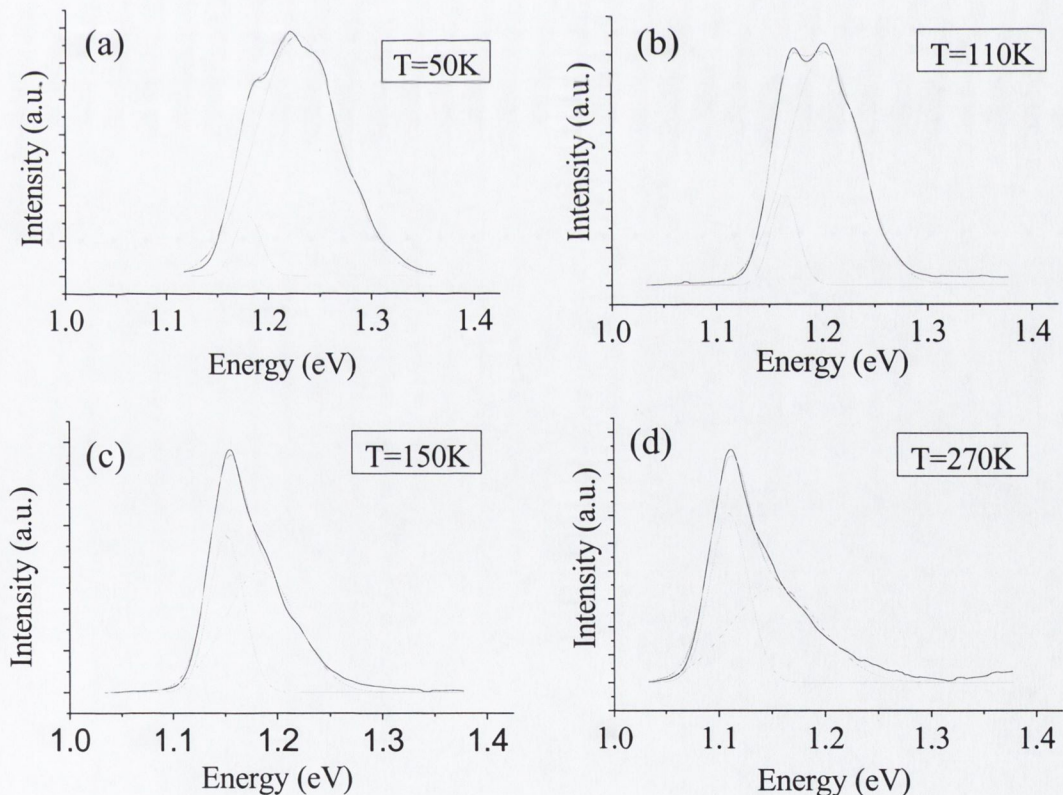 (a)
T=50K
Intensity (a.u.)
1.0 1.1 1.2 1.3 1.4
Energy (eV)
(b)
T=110K
Intensity (a.u.)
1.0 1.1 1.2 1.3 1.4
Energy (eV)
(c)
T=150K
Intensity (a.u.)
1.0 1.1 1.2 1.3 1.4
Energy (eV)
(d)
T=270K
Intensity (a.u.)
1.0 1.1 1.2 1.3 1.4
Energy (eV)